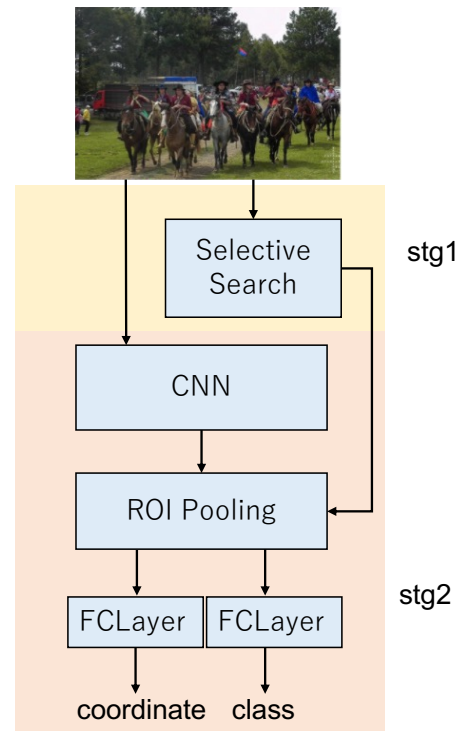 Selective
Search
stg1
CNN
ROI Pooling
stg2
FCLayer
FCLayer
coordinate
class